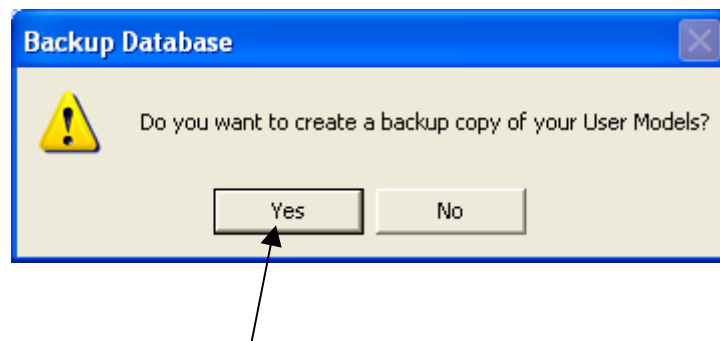 Backup Database
Do you want to create a backup copy of your User Models?
Yes
No